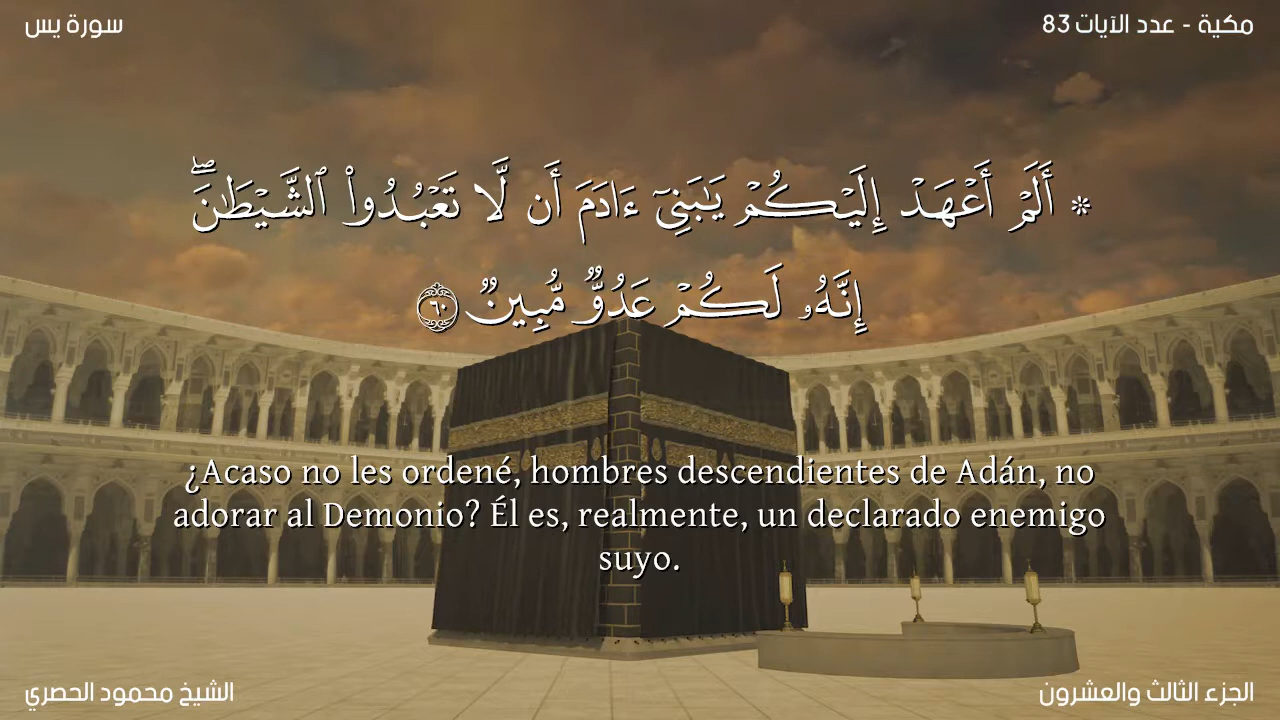 سورة يس
مكية - عدد الآيات 83
۞ أَلَمْ أَعْهَدْ إِلَيْكُمْ يَٰبَنِىٓ ءَادَمَ أَن لَّا تَعْبُدُوا۟ ٱلشَّيْطَٰنَ ۖ
إِنَّهُۥ لَكُمْ عَدُوٌّ مُّبِينٌ ٦٠
¿Acaso no les ordené, hombres descendientes de Adán, no
adorar al Demonio? Él es, realmente, un declarado enemigo
suyo.
الشيخ محمود الحصري
الجزء الثالث والعشرون